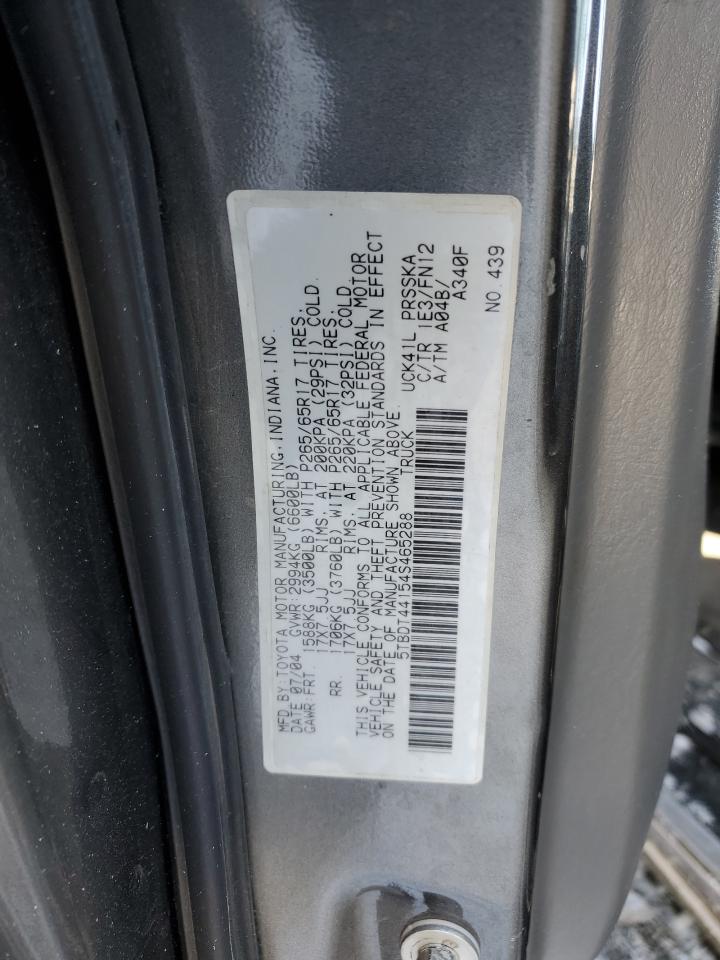 MFD.BY:TOYOTA MOTOR MANUFACTURING,INDIANA,INC.
DATE 07/04 GVWR:2994KG (6600LB)
GAWR:FRT. 1588KG (3500LB) WITH P265/65R17 TIRES,
17X7.5JJ RIMS, AT 200KPA (29PSI) COLD.
RR. 1706KG (3760LB) WITH P265/65R17 TIRES,
17X7.5JJ RIMS, AT 220KPA (32PSI) COLD.
THIS VEHICLE CONFORMS TO ALL APPLICABLE FEDERAL MOTOR
VEHICLE SAFETY AND THEFT PREVENTION STANDARDS IN EFFECT
ON THE DATE OF MANUFACTURE SHOWN ABOVE.
5TBDT44154S465288 TRUCK
UCK41L PRSSKA
C/TR 1E3/FN12
A/TM A04B/
A340F
NO. 439